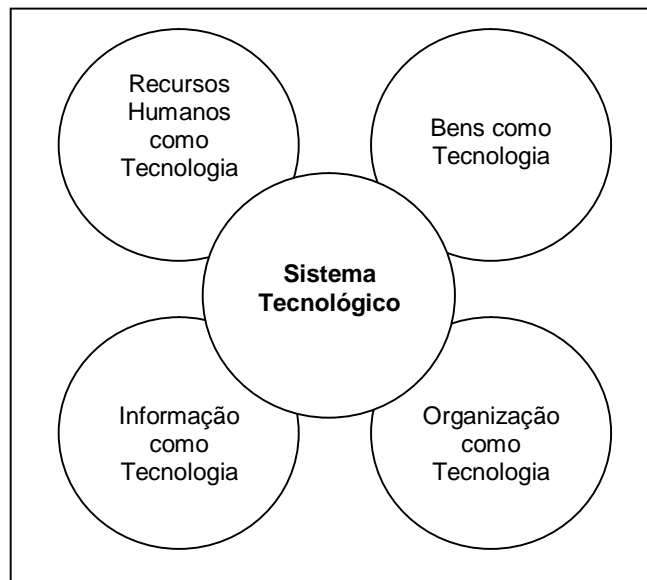 Recursos
Humanos
como
Tecnologia
Bens como
Tecnologia
Sistema
Tecnológico
Informação
como
Tecnologia
Organização
como
Tecnologia